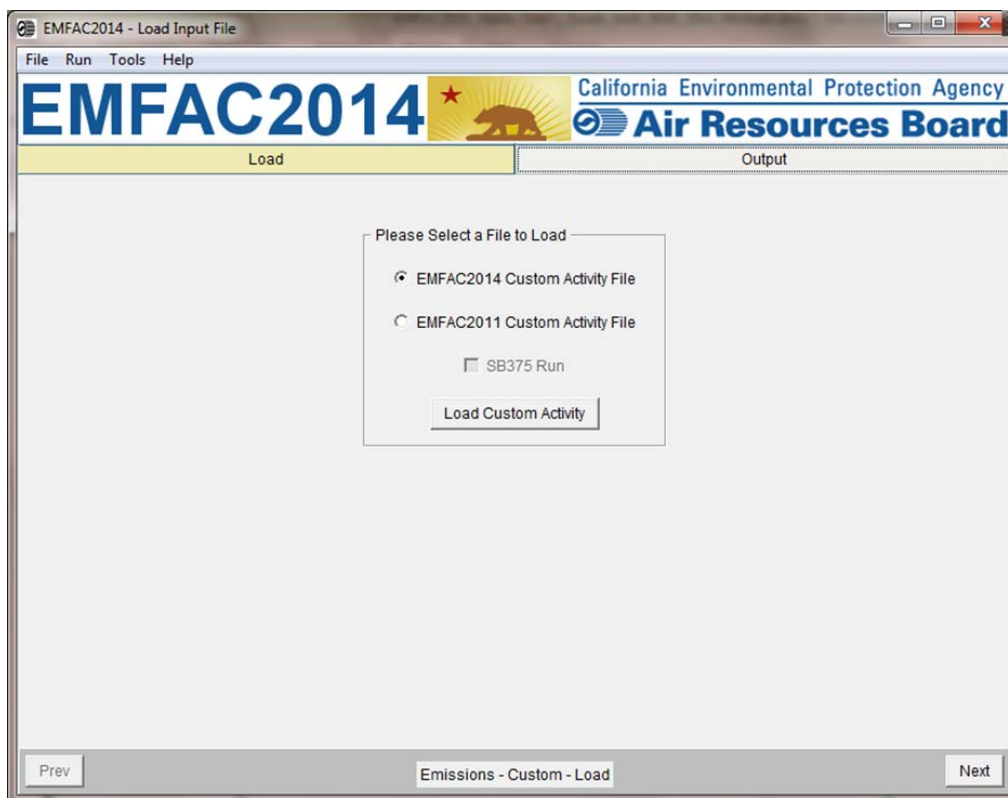 EMFAC2014 - Load Input File
File Run Tools Help
EMFAC2014
California Environmental Protection Agency
Air Resources Board
Load
Output
Please Select a File to Load
EMFAC2014 Custom Activity File
EMFAC2011 Custom Activity File
SB375 Run
Load Custom Activity
Prev
Emissions - Custom - Load
Next